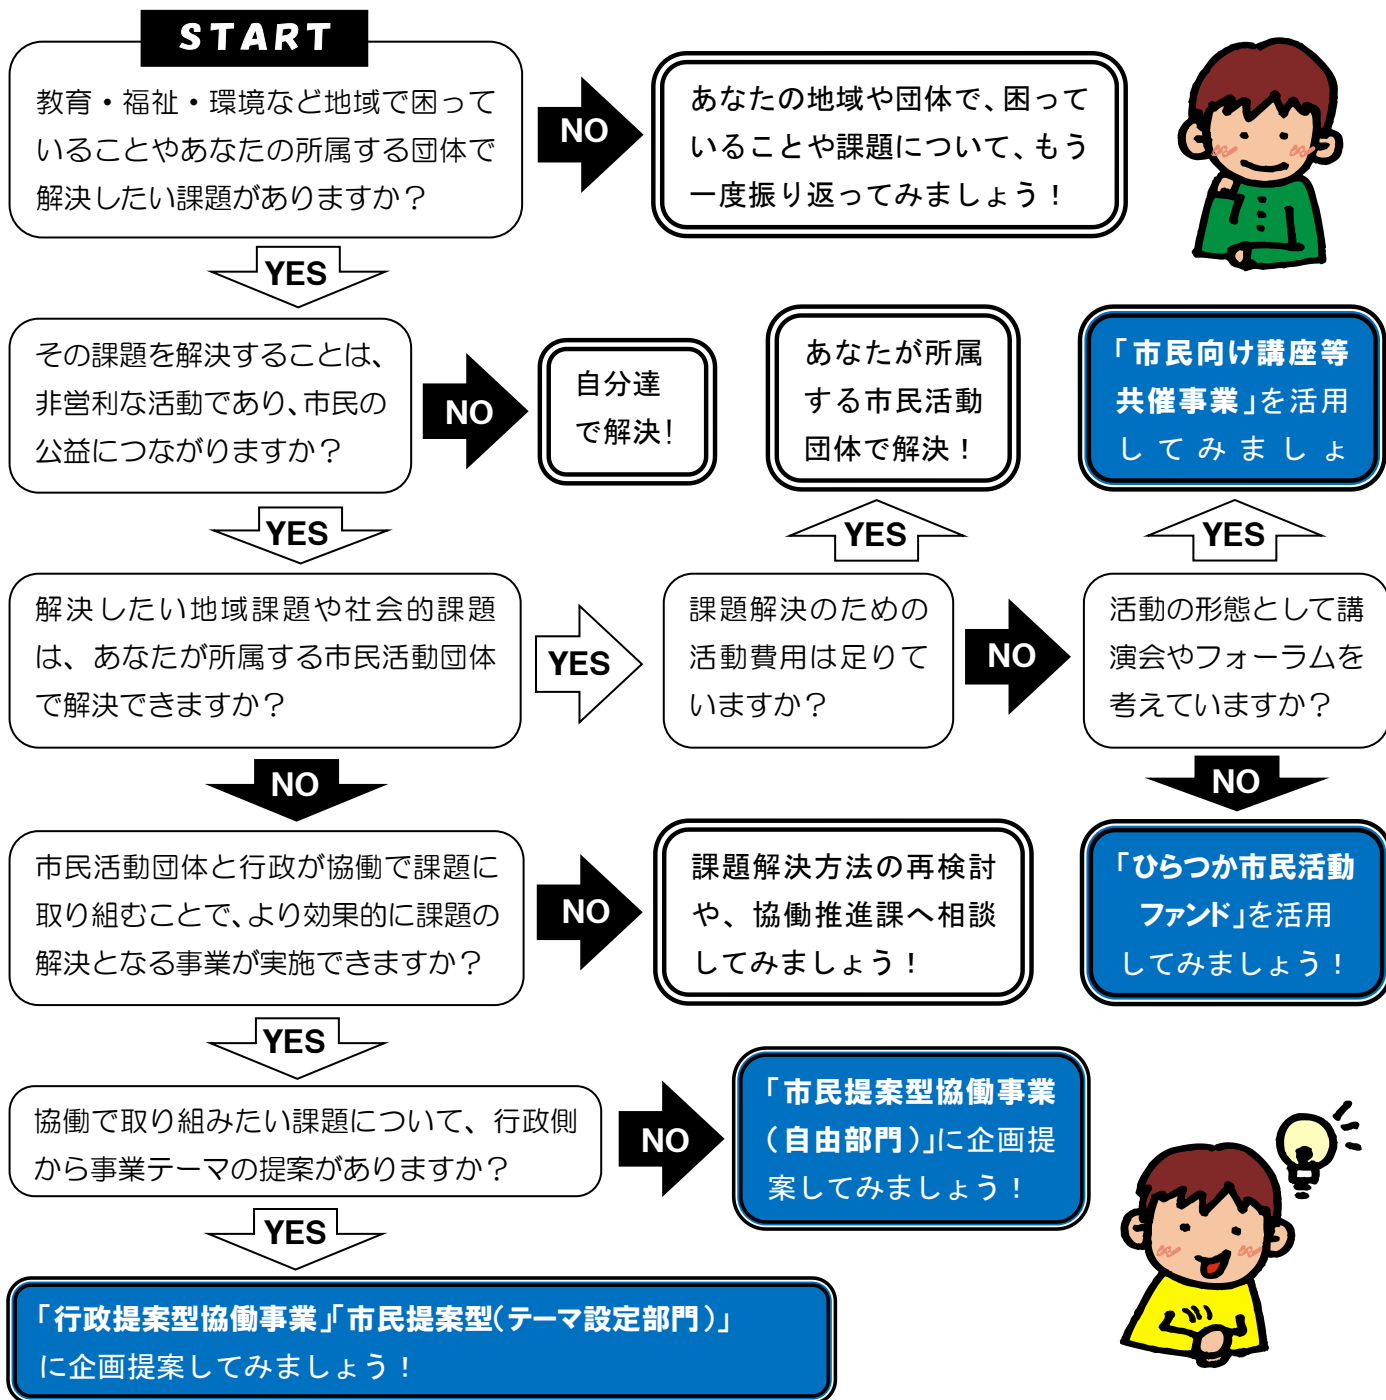 START
教育・福祉・環境など地域で困って
いることやあなたの所属する団体で
解決したい課題がありますか？
NO
あなたの地域や団体で、困って
いることや課題について、もう
一度振り返ってみましょう！
YES
その課題を解決することは、
非営利な活動であり、市民の
公益につながりますか？
NO
自分達
で解決！
あなたが所属
する市民活動
団体で解決！
「市民向け講座等
共催事業」を活用
してみましょ
YES
YES
YES
解決したい地域課題や社会的課題
は、あなたが所属する市民活動団体
で解決できますか？
YES
課題解決のための
活動費用は足りて
いますか？
NO
活動の形態として講
演会やフォーラムを
考えていますか？
NO
NO
市民活動団体と行政が協働で課題に
取り組むことで、より効果的に課題の
解決となる事業が実施できますか？
NO
課題解決方法の再検討
や、協働推進課へ相談
してみましょう！
「ひらつか市民活動
ファンド」を活用
してみましょう！
YES
協働で取り組みたい課題について、行政側
から事業テーマの提案がありますか？
NO
「市民提案型協働事業
（自由部門）」に企画提
案してみましょう！
YES
「行政提案型協働事業」「市民提案型（テーマ設定部門）」
に企画提案してみましょう！